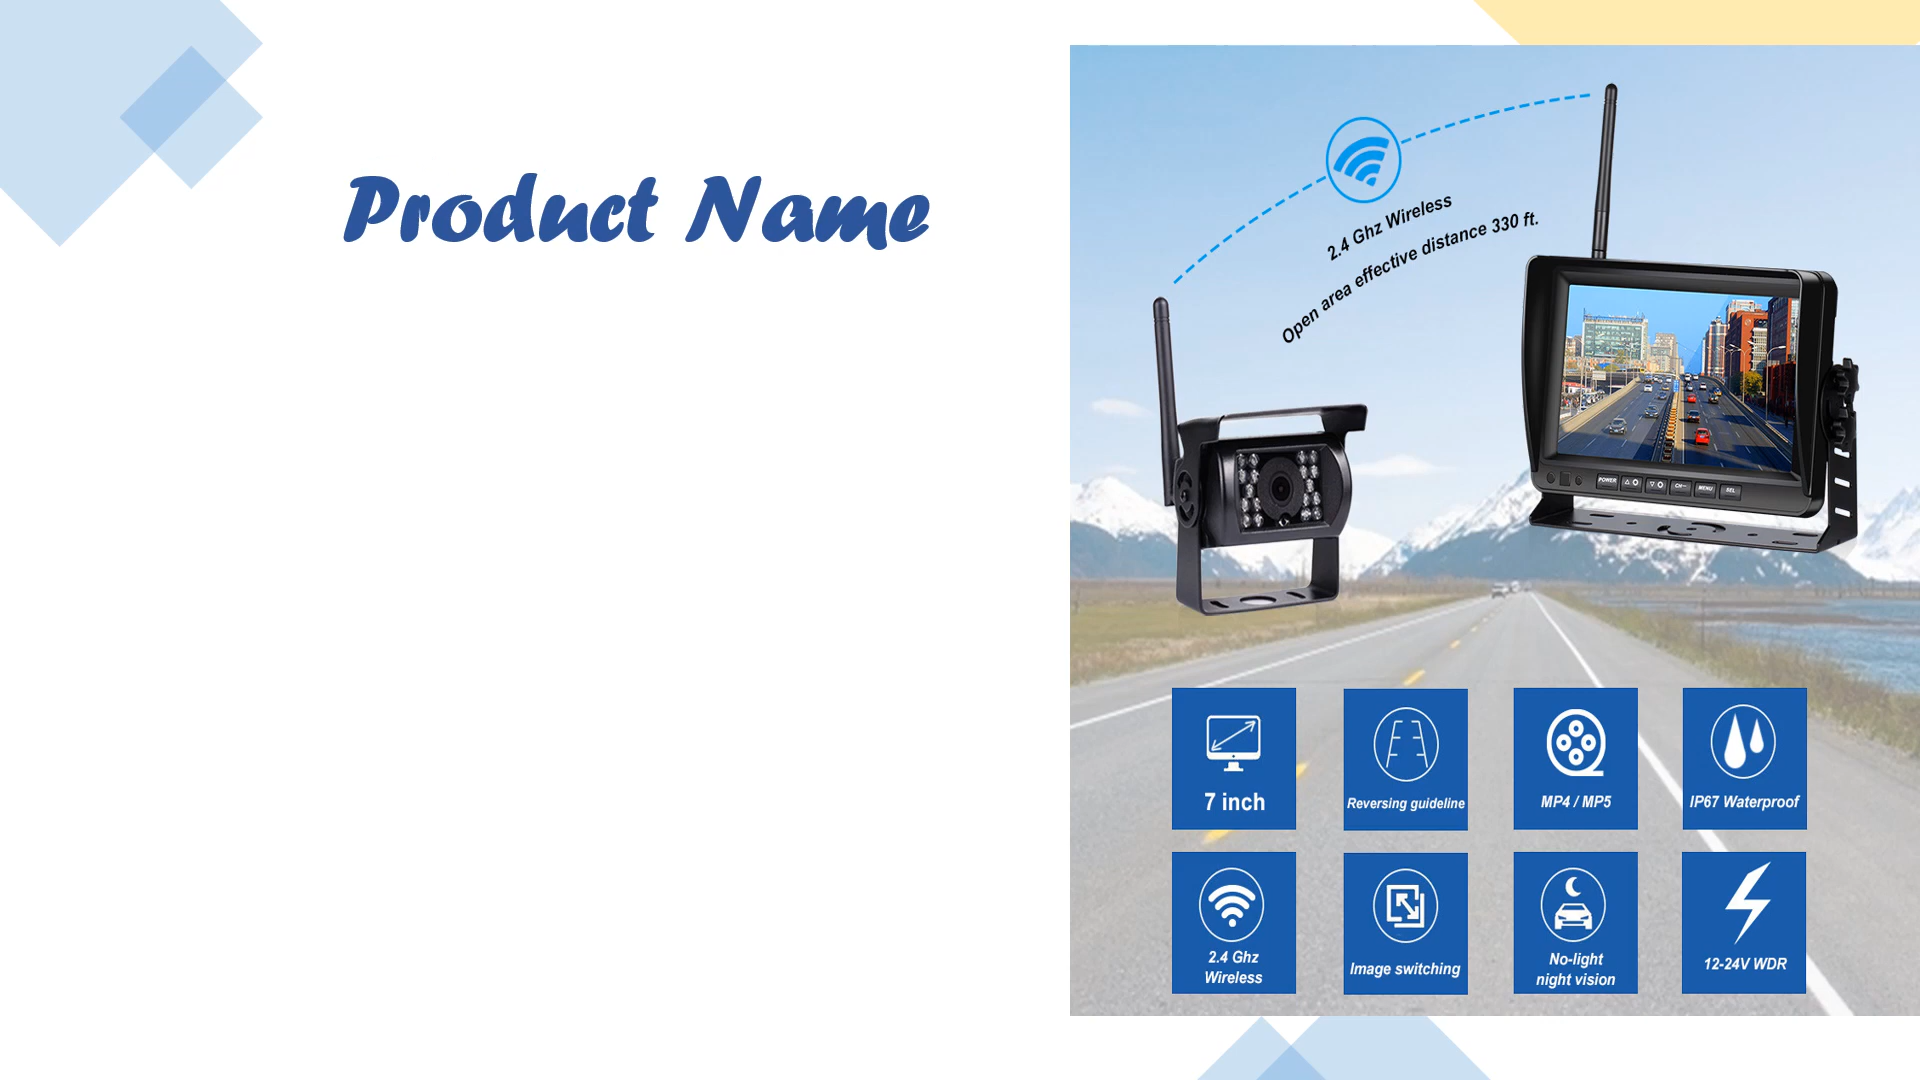 Product Name
2.4 Ghz Wireless
Open area effective distance 330 ft.
POWER
CH
MENU
SEL
7 inch
Reversing guideline
MP4 / MP5
IP67 Waterproof
2.4 Ghz
Wireless
Image switching
No-light
night vision
12-24V WDR